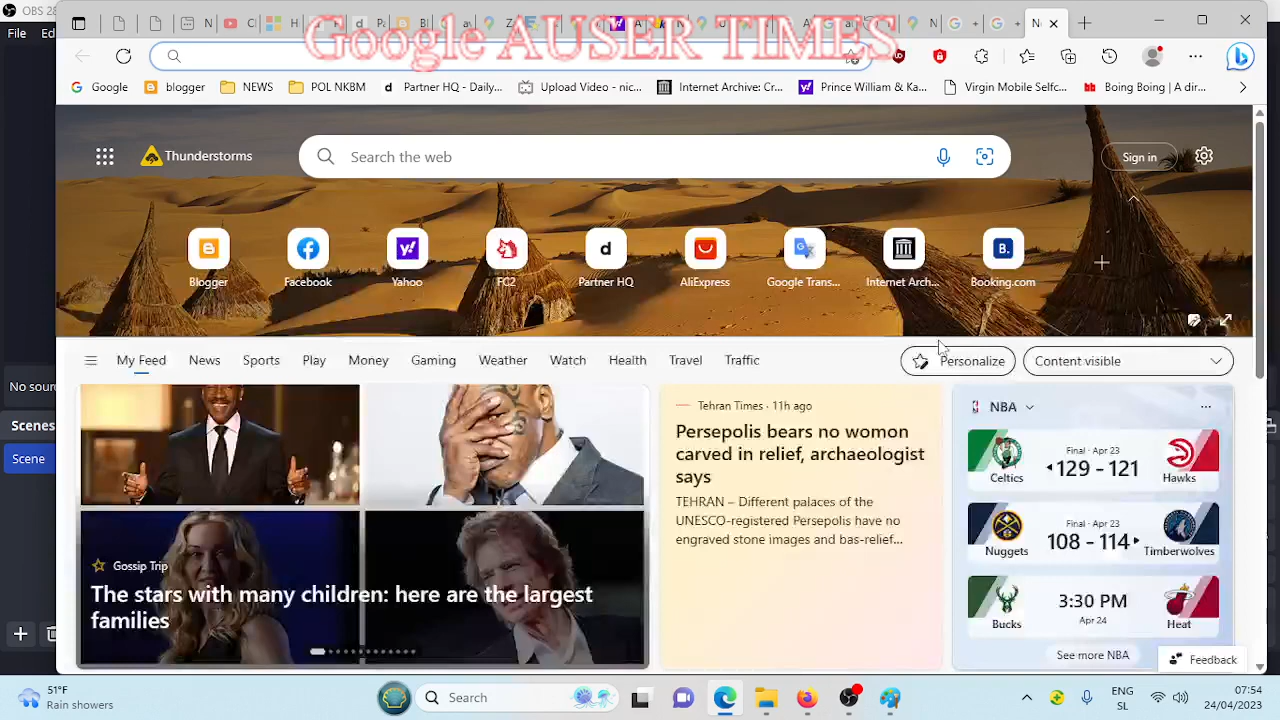 OBS 28
File
Ed
Google AUSER TIMES
Google
blogger
NEWS
POL NKBM
Partner HQ - Daily...
Upload Video - nic...
Internet Archive: Cr...
Prince William & Ka...
Virgin Mobile Selfc...
Boing Boing | A dir...
Thunderstorms
Search the web
Sign in
Blogger
Facebook
Yahoo
FC2
Partner HQ
AliExpress
Google Trans...
Internet Arch...
Booking.com
My Feed
News
Sports
Play
Money
Gaming
Weather
Watch
Health
Travel
Traffic
Personalize
Content visible
No sour
Scenes
Scene
Gossip Trip
The stars with many children: here are the largest
families
Tehran Times · 11h ago
Persepolis bears no woman
carved in relief, archaeologist
says
TEHRAN – Different palaces of the
UNESCO-registered Persepolis have no
engraved stone images and bas-relief...
NBA
Final · Apr 23
129 - 121
Celtics
Hawks
Final · Apr 23
108 - 114
Nuggets
Timberwolves
3:30 PM
Apr 24
Bucks
Heat
See more NBA
Feedback
51°F
Rain showers
Search
ENG
SL
07:54
24/04/2023